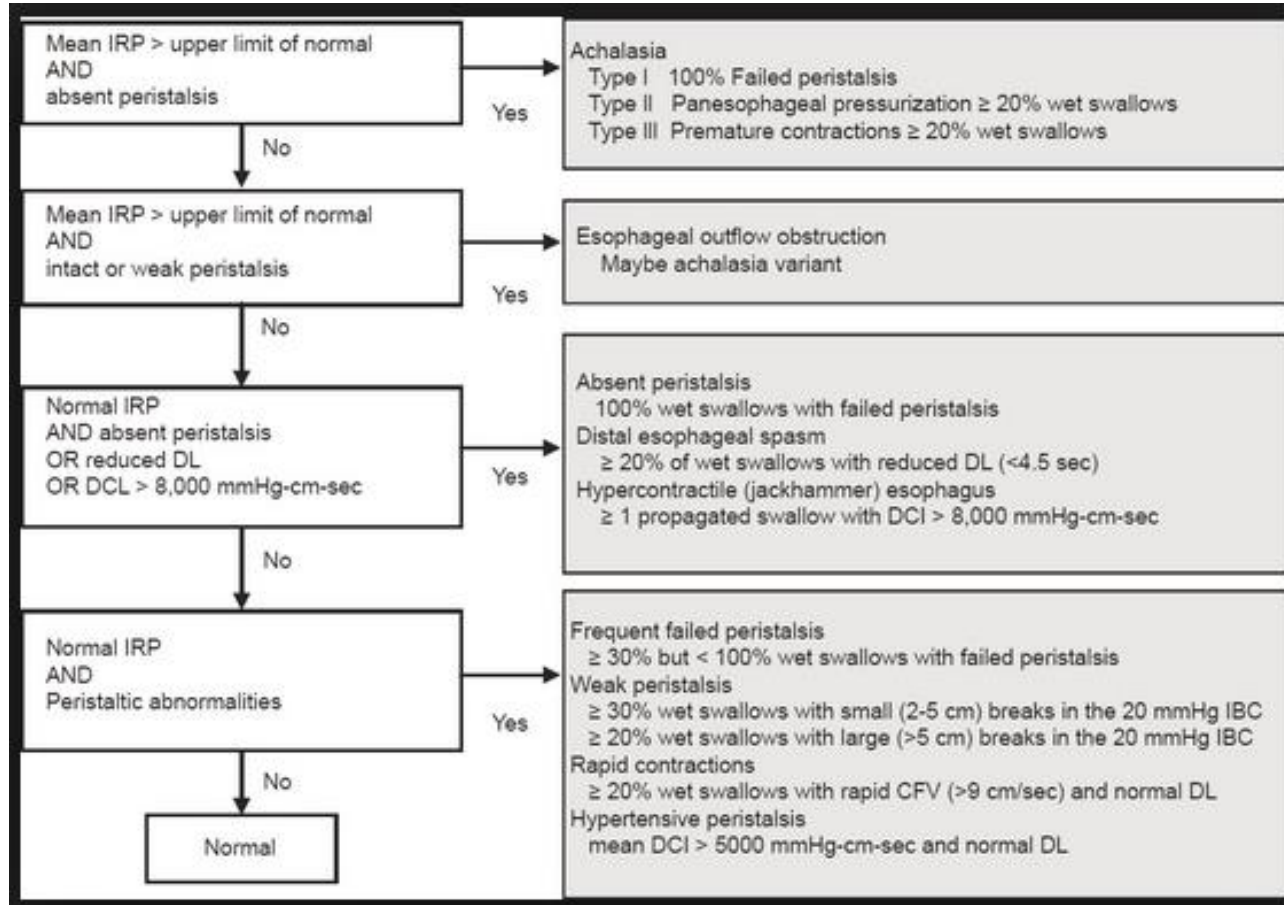 Mean IRP > upper limit of normal
AND
absent peristalsis
Yes
Achalasia
Type I 100% Failed peristalsis
Type II Panesophageal pressurization ≥ 20% wet swallows
Type III Premature contractions ≥ 20% wet swallows
No
Mean IRP > upper limit of normal
AND
intact or weak peristalsis
Yes
Esophageal outflow obstruction
Maybe achalasia variant
No
Normal IRP
AND absent peristalsis
OR reduced DL
OR DCL > 8,000 mmHg-cm-sec
Yes
Absent peristalsis
100% wet swallows with failed peristalsis
Distal esophageal spasm
≥ 20% of wet swallows with reduced DL (<4.5 sec)
Hypercontractile (jackhammer) esophagus
≥ 1 propagated swallow with DCI > 8,000 mmHg-cm-sec
No
Normal IRP
AND
Peristaltic abnormalities
Yes
Frequent failed peristalsis
≥ 30% but < 100% wet swallows with failed peristalsis
Weak peristalsis
≥ 30% wet swallows with small (2-5 cm) breaks in the 20 mmHg IBC
≥ 20% wet swallows with large (>5 cm) breaks in the 20 mmHg IBC
Rapid contractions
≥ 20% wet swallows with rapid CFV (>9 cm/sec) and normal DL
Hypertensive peristalsis
mean DCI > 5000 mmHg-cm-sec and normal DL
No
Normal